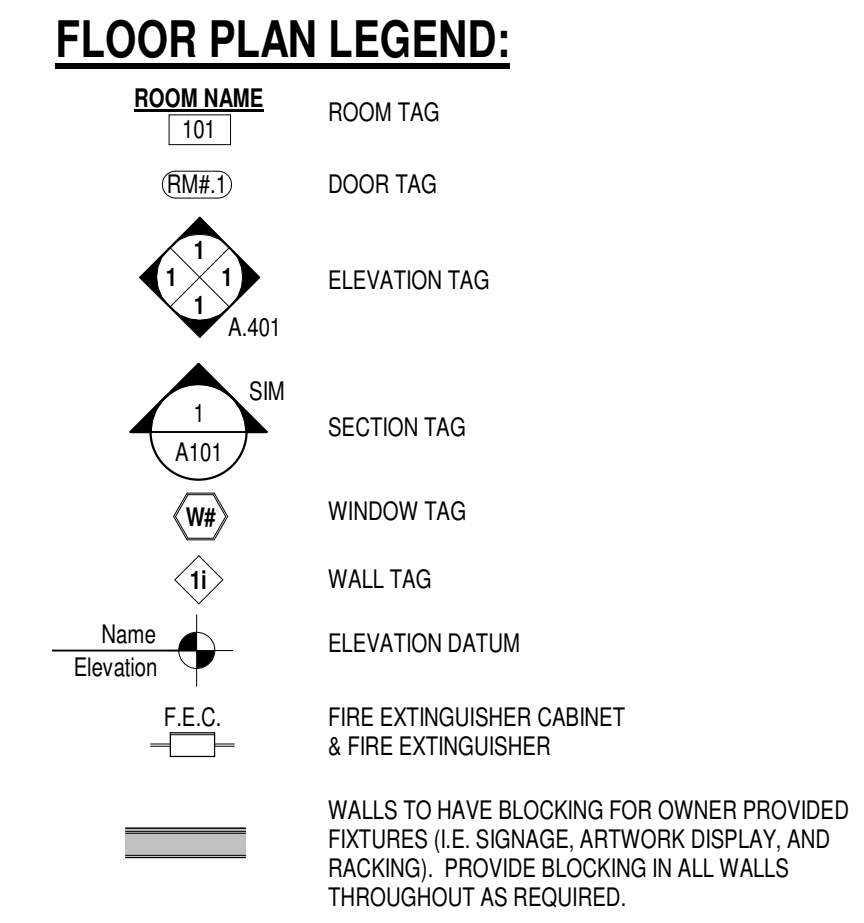 FLOOR PLAN LEGEND:
ROOM NAME
101
ROOM TAG
RM#.1
DOOR TAG
1
1 1
1
A.401
ELEVATION TAG
SIM
1
A101
SECTION TAG
W#
WINDOW TAG
1i
WALL TAG
Name
Elevation
ELEVATION DATUM
F.E.C.
FIRE EXTINGUISHER CABINET
& FIRE EXTINGUISHER
WALLS TO HAVE BLOCKING FOR OWNER PROVIDED
FIXTURES (I.E. SIGNAGE, ARTWORK DISPLAY, AND
RACKING). PROVIDE BLOCKING IN ALL WALLS
THROUGHOUT AS REQUIRED.